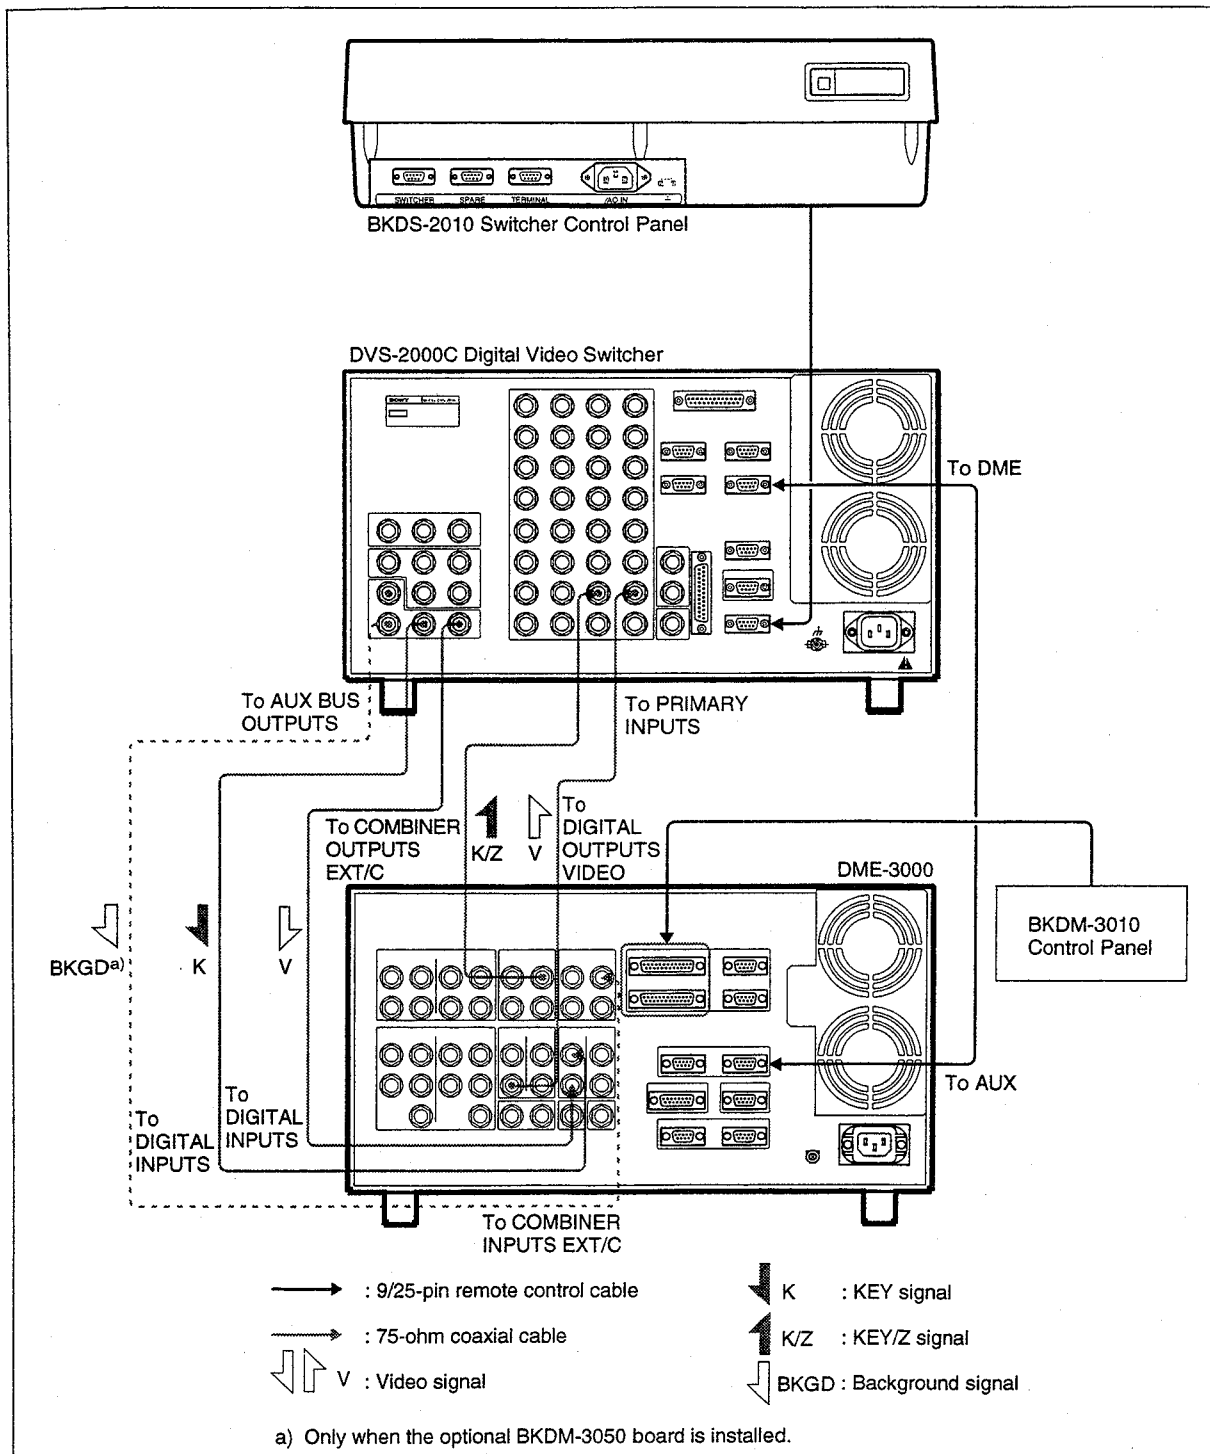 SWITCHER SPARE TERMINAL
BKDS-2010 Switcher Control Panel
DVS-2000C Digital Video Switcher
SONY
To DME
To AUX BUS
OUTPUTS
To PRIMARY
INPUTS
To COMBINER
OUTPUTS
EXT/C
K/Z
V
To
DIGITAL
OUTPUTS
VIDEO
DME-3000
BKDM-3010
Control Panel
BKGDa)
K
V
To AUX
To
DIGITAL
INPUTS
To
DIGITAL
INPUTS
To COMBINER
INPUTS EXT/C
: 9/25-pin remote control cable
: 75-ohm coaxial cable
V : Video signal
K : KEY signal
K/Z : KEY/Z signal
BKGD : Background signal
a) Only when the optional BKDM-3050 board is installed.